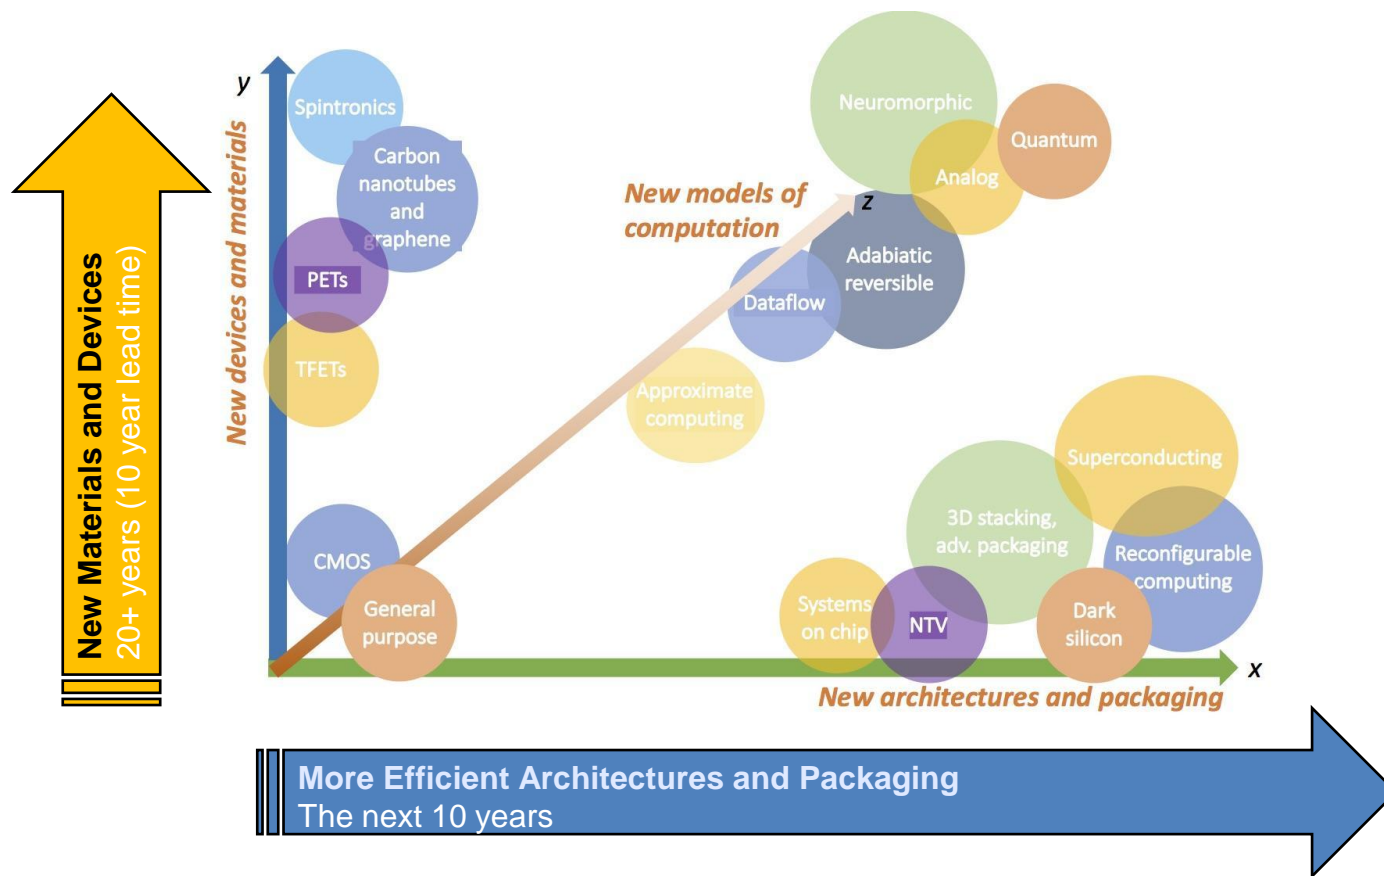 y
Spintronics
Carbon
nanotubes
and
graphene
PETs
TFETs
New devices and materials
New Materials and Devices
20+ years (10 year lead time)
CMOS
General
purpose
New models of
computation
z
Neuromorphic
Quantum
Analog
Adabiatic
reversible
Dataflow
Approximate
computing
Superconducting
3D stacking,
adv. packaging
Reconfigurable
computing
Systems
on chip
NTV
Dark
silicon
x
New architectures and packaging
More Efficient Architectures and Packaging
The next 10 years